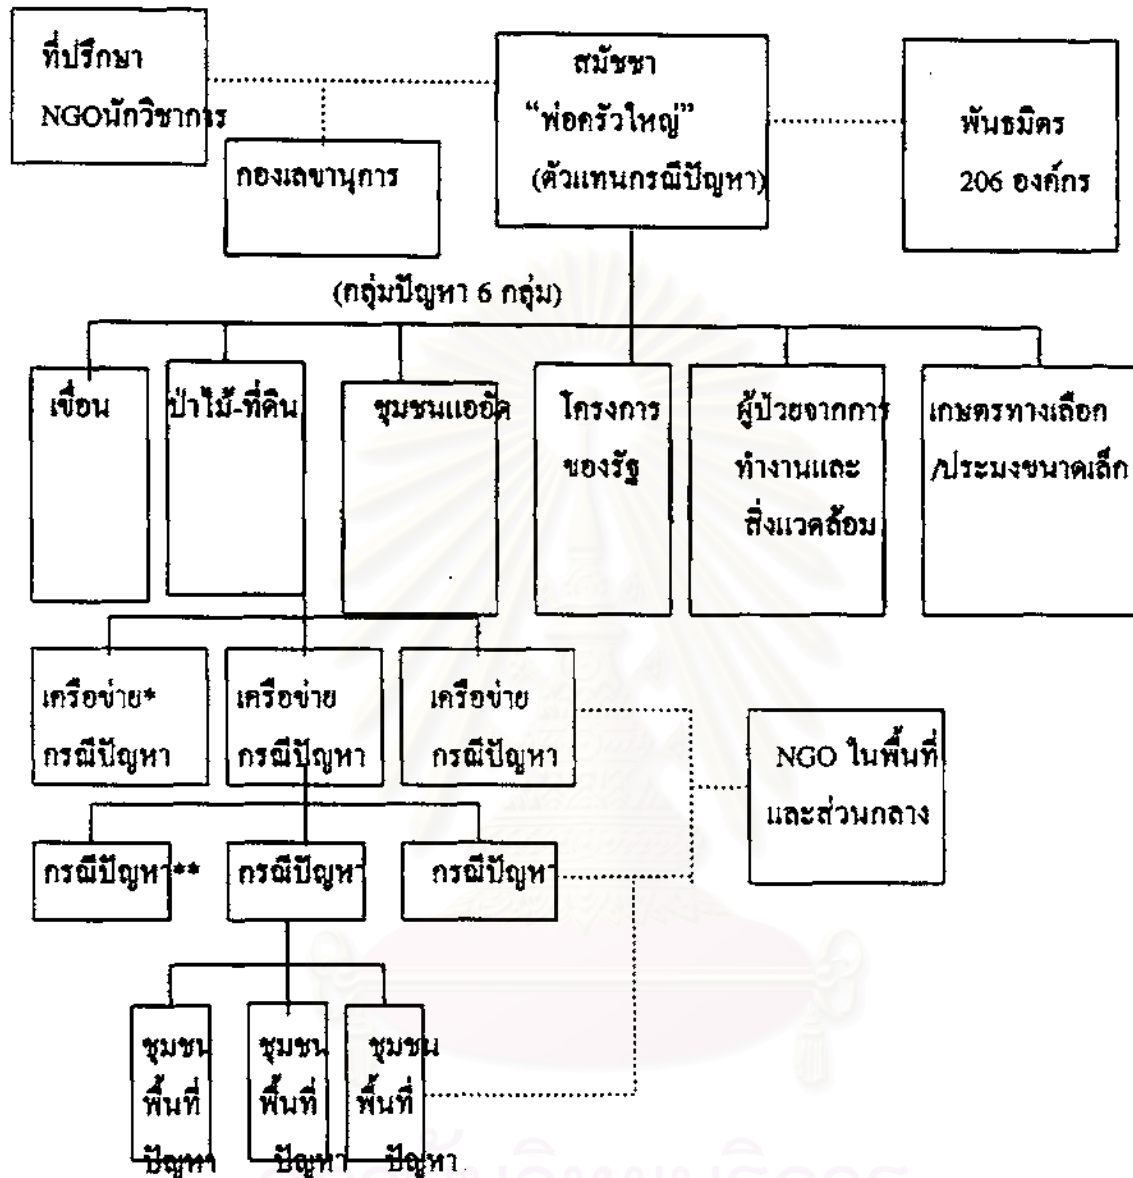 ที่ปรึกษา
NGOนักวิชาการ
กองเลขานุการ
สมัชชา
“พ่อครัวใหญ่”
(ตัวแทนกรณีปัญหา)
พันธมิตร
206 องค์กร
(กลุ่มปัญหา 6 กลุ่ม)
เขื่อน
ป่าไม้-ที่ดิน
ชุมชนแออัด
โครงการ
ของรัฐ
ผู้ป่วยจากการ
ทำงานและ
สิ่งแวดล้อม
เกษตรทางเลือก
/ประมงขนาดเล็ก
เครือข่าย*
กรณีปัญหา
เครือข่าย
กรณีปัญหา
เครือข่าย
กรณีปัญหา
NGO ในพื้นที่
และส่วนกลาง
กรณีปัญหา**
กรณีปัญหา
กรณีปัญหา
ชุมชน
พื้นที่
ปัญหา
ชุมชน
พื้นที่
ปัญหา
ชุมชน
พื้นที่
ปัญหา